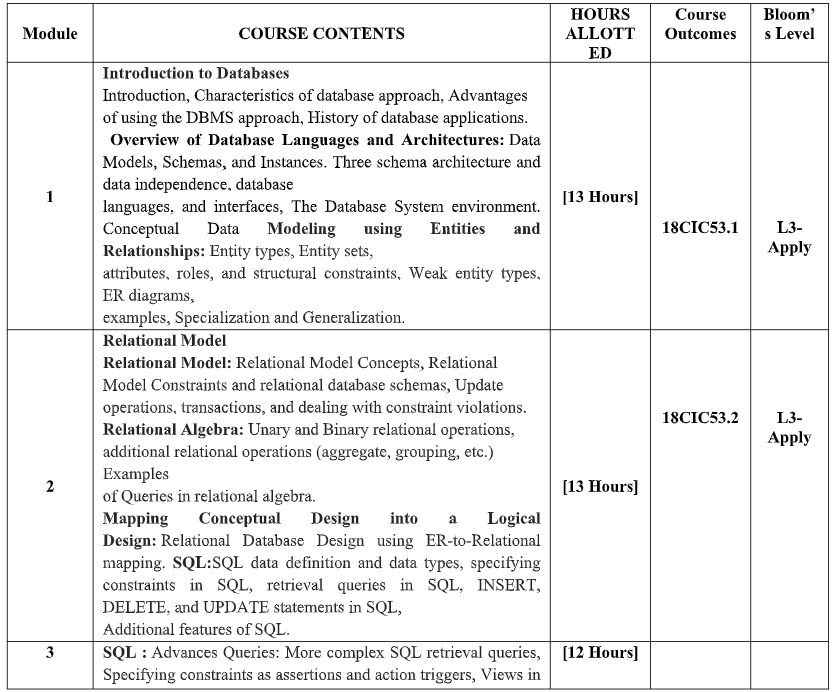 Module
COURSE CONTENTS
HOURS
ALLOTT
ED
Course
Outcomes
Bloom’
s Level
1
Introduction to Databases
Introduction, Characteristics of database approach, Advantages
of using the DBMS approach, History of database applications.
Overview of Database Languages and Architectures: Data
Models, Schemas, and Instances. Three schema architecture and
data independence, database
languages, and interfaces, The Database System environment.
Conceptual Data Modeling using Entities and
Relationships: Entity types, Entity sets,
attributes, roles, and structural constraints, Weak entity types,
ER diagrams,
examples, Specialization and Generalization.
[13 Hours]
18CIC53.1
L3-
Apply
2
Relational Model
Relational Model: Relational Model Concepts, Relational
Model Constraints and relational database schemas, Update
operations, transactions, and dealing with constraint violations.
Relational Algebra: Unary and Binary relational operations,
additional relational operations (aggregate, grouping, etc.)
Examples
of Queries in relational algebra.
Mapping Conceptual Design into a Logical
Design: Relational Database Design using ER-to-Relational
mapping. SQL:SQL data definition and data types, specifying
constraints in SQL, retrieval queries in SQL, INSERT,
DELETE, and UPDATE statements in SQL,
Additional features of SQL.
[13 Hours]
18CIC53.2
L3-
Apply
3
SQL : Advances Queries: More complex SQL retrieval queries,
Specifying constraints as assertions and action triggers, Views in
[12 Hours]